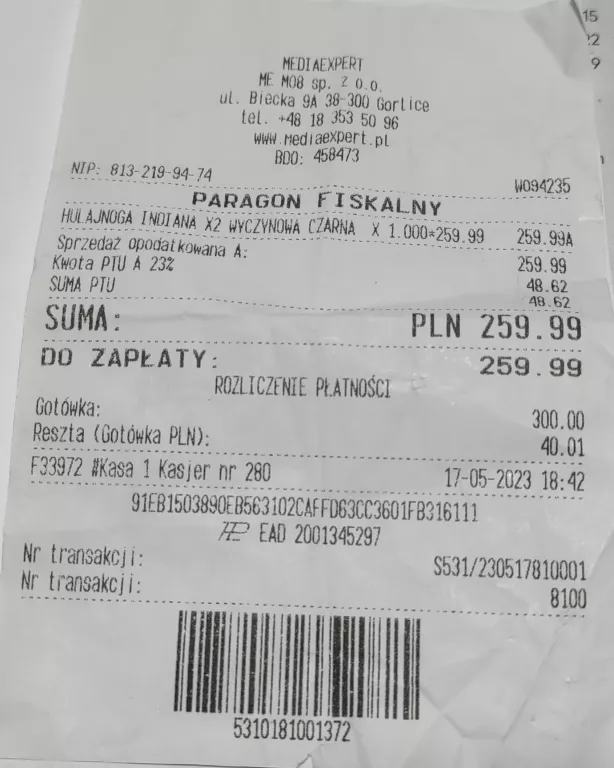 15
22
9
MEDIAEXPERT
ME M08 sp. z o.o.
ul. Biecka 9A 38-300 Gorlice
tel. +48 18 353 50 96
www.mediaexpert.pl
BDO: 458473
NIP: 813-219-94-74 W094235
PARAGON FISKALNY
HULAJNOGA INDIANA X2 WYCZYNOWA CZARNA X 1.000*259.99 259.99A
Sprzedaż opodatkowana A: 259.99
Kwota PTU A 23% 48.62
SUMA PTU 48.62
SUMA: PLN 259.99
DO ZAPŁATY: 259.99
ROZLICZENIE PŁATNOŚCI
Gotówka: 300.00
Reszta (Gotówka PLN): 40.01
F33972 #Kasa 1 Kasjer nr 280 17-05-2023 18:42
91EB1503890EB563102CAFFD63CC3601FB316111
EAD 2001345297
Nr transakcji: S531/230517810001
Nr transakcji: 8100
5310181001372